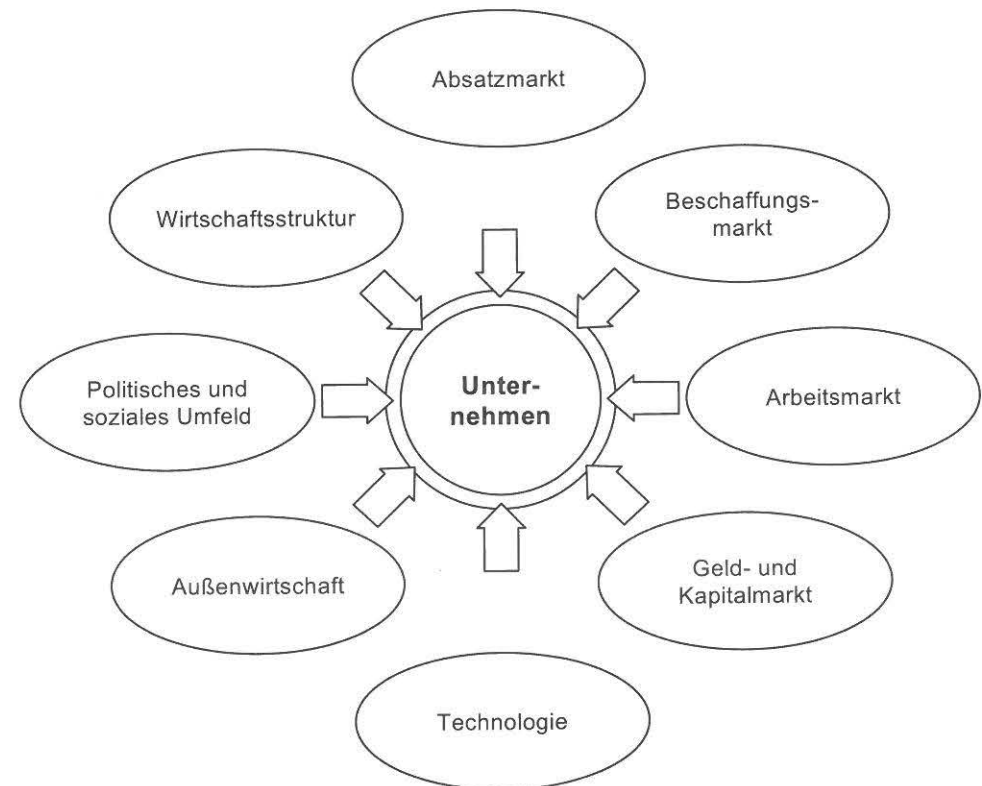 Absatzmarkt
Wirtschaftsstruktur
Beschaffungs-
markt
Politisches und
soziales Umfeld
Unter-
nehmen
Arbeitsmarkt
Außenwirtschaft
Geld- und
Kapitalmarkt
Technologie